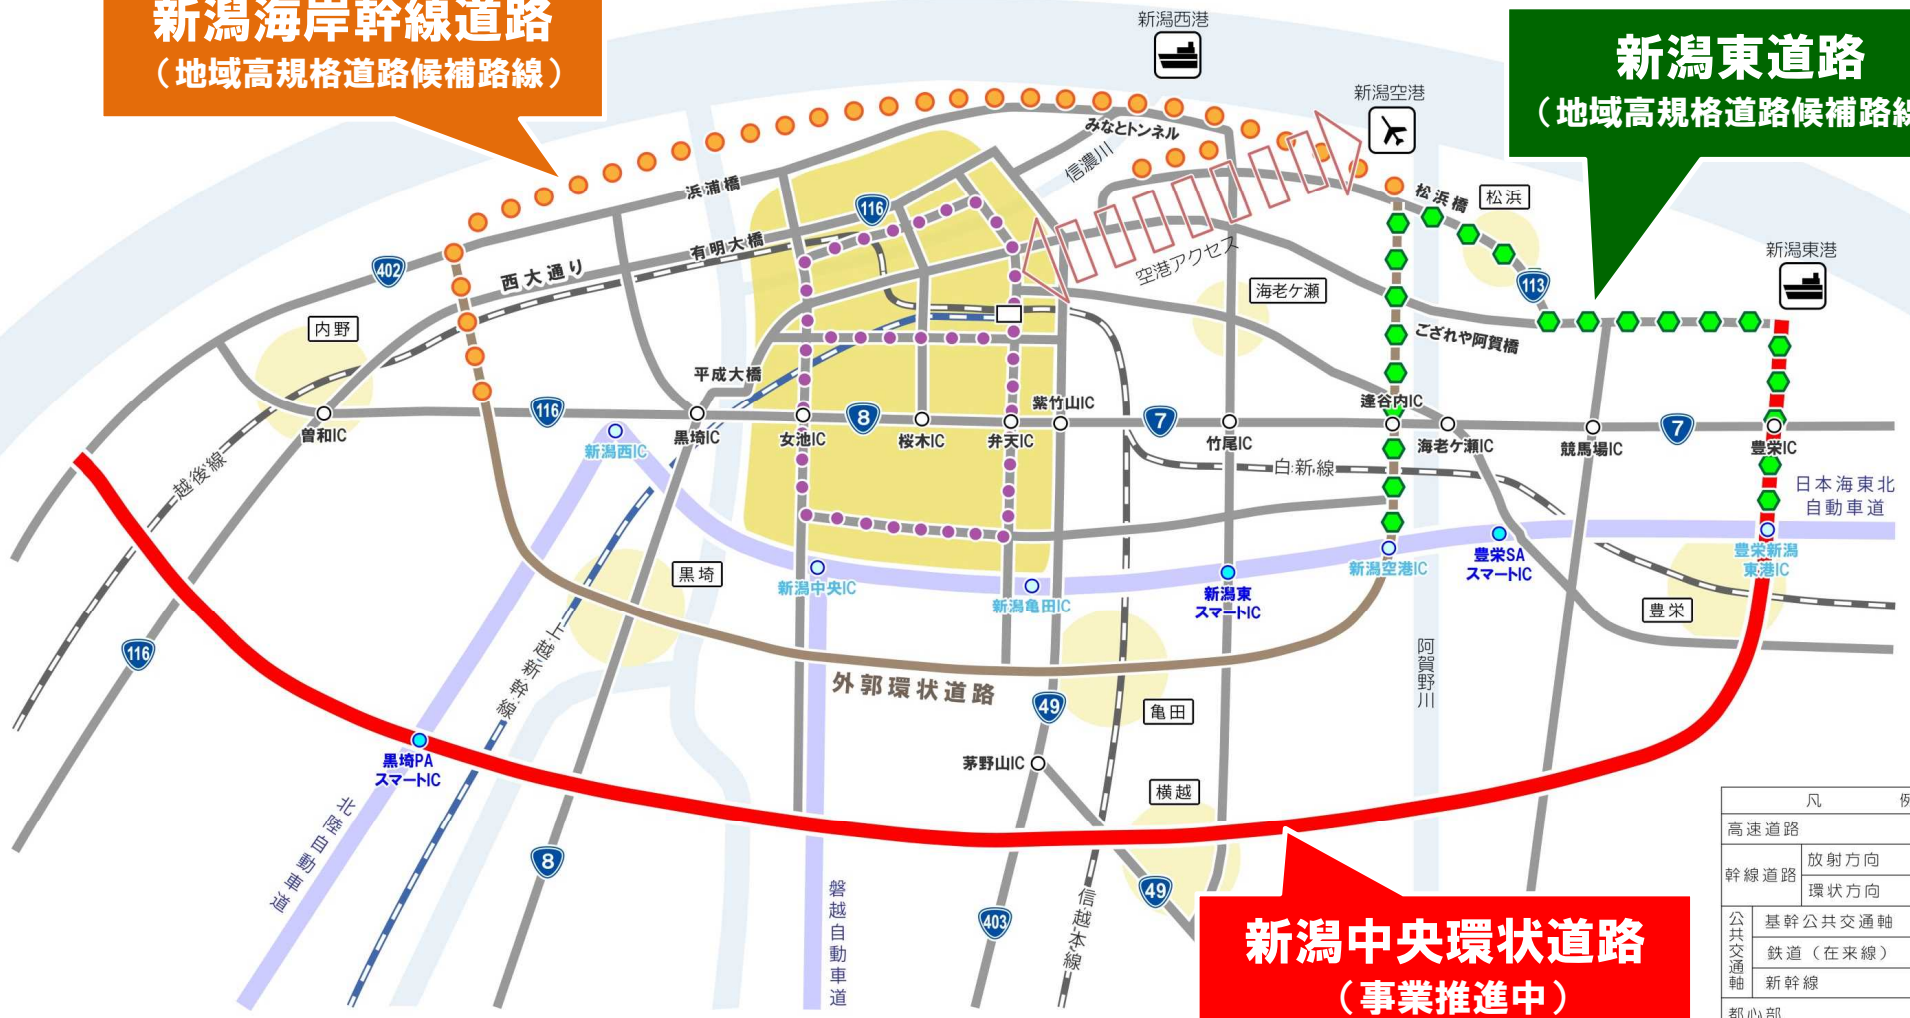 新潟海岸幹線道路
（地域高規格道路候補路線）
新潟西港
新潟空港
新潟東道路
（地域高規格道路候補路線
みなとトンネル
信濃川
浜浦橋
116
有明大橋
西大通り
402
空港アクセス
松浜橋
松浜
新潟東港
113
海老ケ瀬
ござれや阿賀橋
内野
平成大橋
紫竹山IC
逢谷内IC
116
8
7
7
曽和IC
黒埼IC
女池IC
桜木IC
弁天IC
竹尾IC
海老ケ瀬IC
競馬場IC
豊栄IC
新潟西IC
越後線
白新線
日本海東北
自動車道
黒埼
新潟中央IC
新潟亀田IC
新潟東
スマートIC
新潟空港IC
豊栄SA
スマートIC
豊栄新潟
東港IC
豊栄
116
上越新幹線
外郭環状道路
阿賀野川
49
亀田
黒埼PA
スマートIC
茅野山IC
横越
北陸自動車道
8
磐越自動車道
403
信越本線
49
新潟中央環状道路
（事業推進中）
凡 例
高速道路
幹線道路
放射方向
環状方向
公共交通軸
基幹公共交通軸
鉄道（在来線）
新幹線
都心部